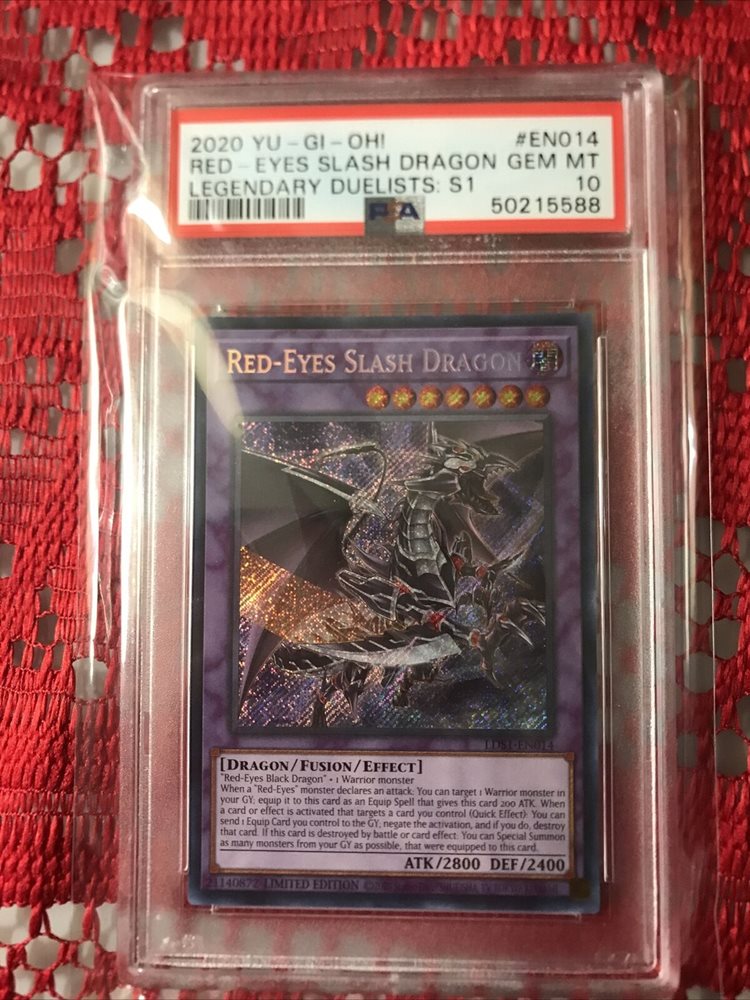 2020 YU-GI-OH! #EN014
RED-EYES SLASH DRAGON GEM MT
LEGENDARY DUELISTS: S1 10
PSA 50215588
RED-EYES SLASH DRAGON
LDS1-EN014
[DRAGON/FUSION/EFFECT]
"Red-Eyes Black Dragon" + 1 Warrior monster
When a "Red-Eyes" monster declares an attack: You can target 1 Warrior monster in
your GY; equip it to this card as an Equip Spell that gives this card 200 ATK. When
a card or effect is activated that targets a card you control (Quick Effect): You can
send 1 Equip Card you control to the GY; negate the activation, and if you do, destroy
that card. If this card is destroyed by battle or card effect: You can Special Summon
as many monsters from your GY as possible, that were equipped to this card.
ATK/2800 DEF/2400
LIMITED EDITION